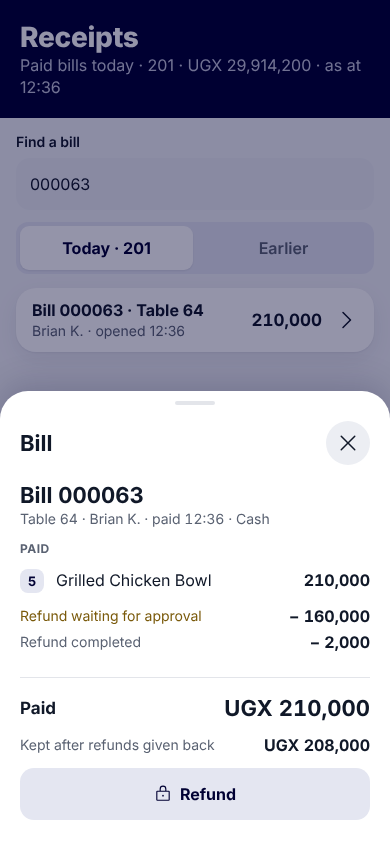 Receipts
Paid bills today · 201 · UGX 29,914,200 · as at
12:36
Find a bill
000063
Today · 201
Earlier
Bill 000063 · Table 64
210,000
Brian K. · opened 12:36
Bill
Bill 000063
Table 64 · Brian K. · paid 12:36 · Cash
PAID
5 Grilled Chicken Bowl 210,000
Refund waiting for approval − 160,000
Refund completed − 2,000
Paid UGX 210,000
Kept after refunds given back UGX 208,000
Refund